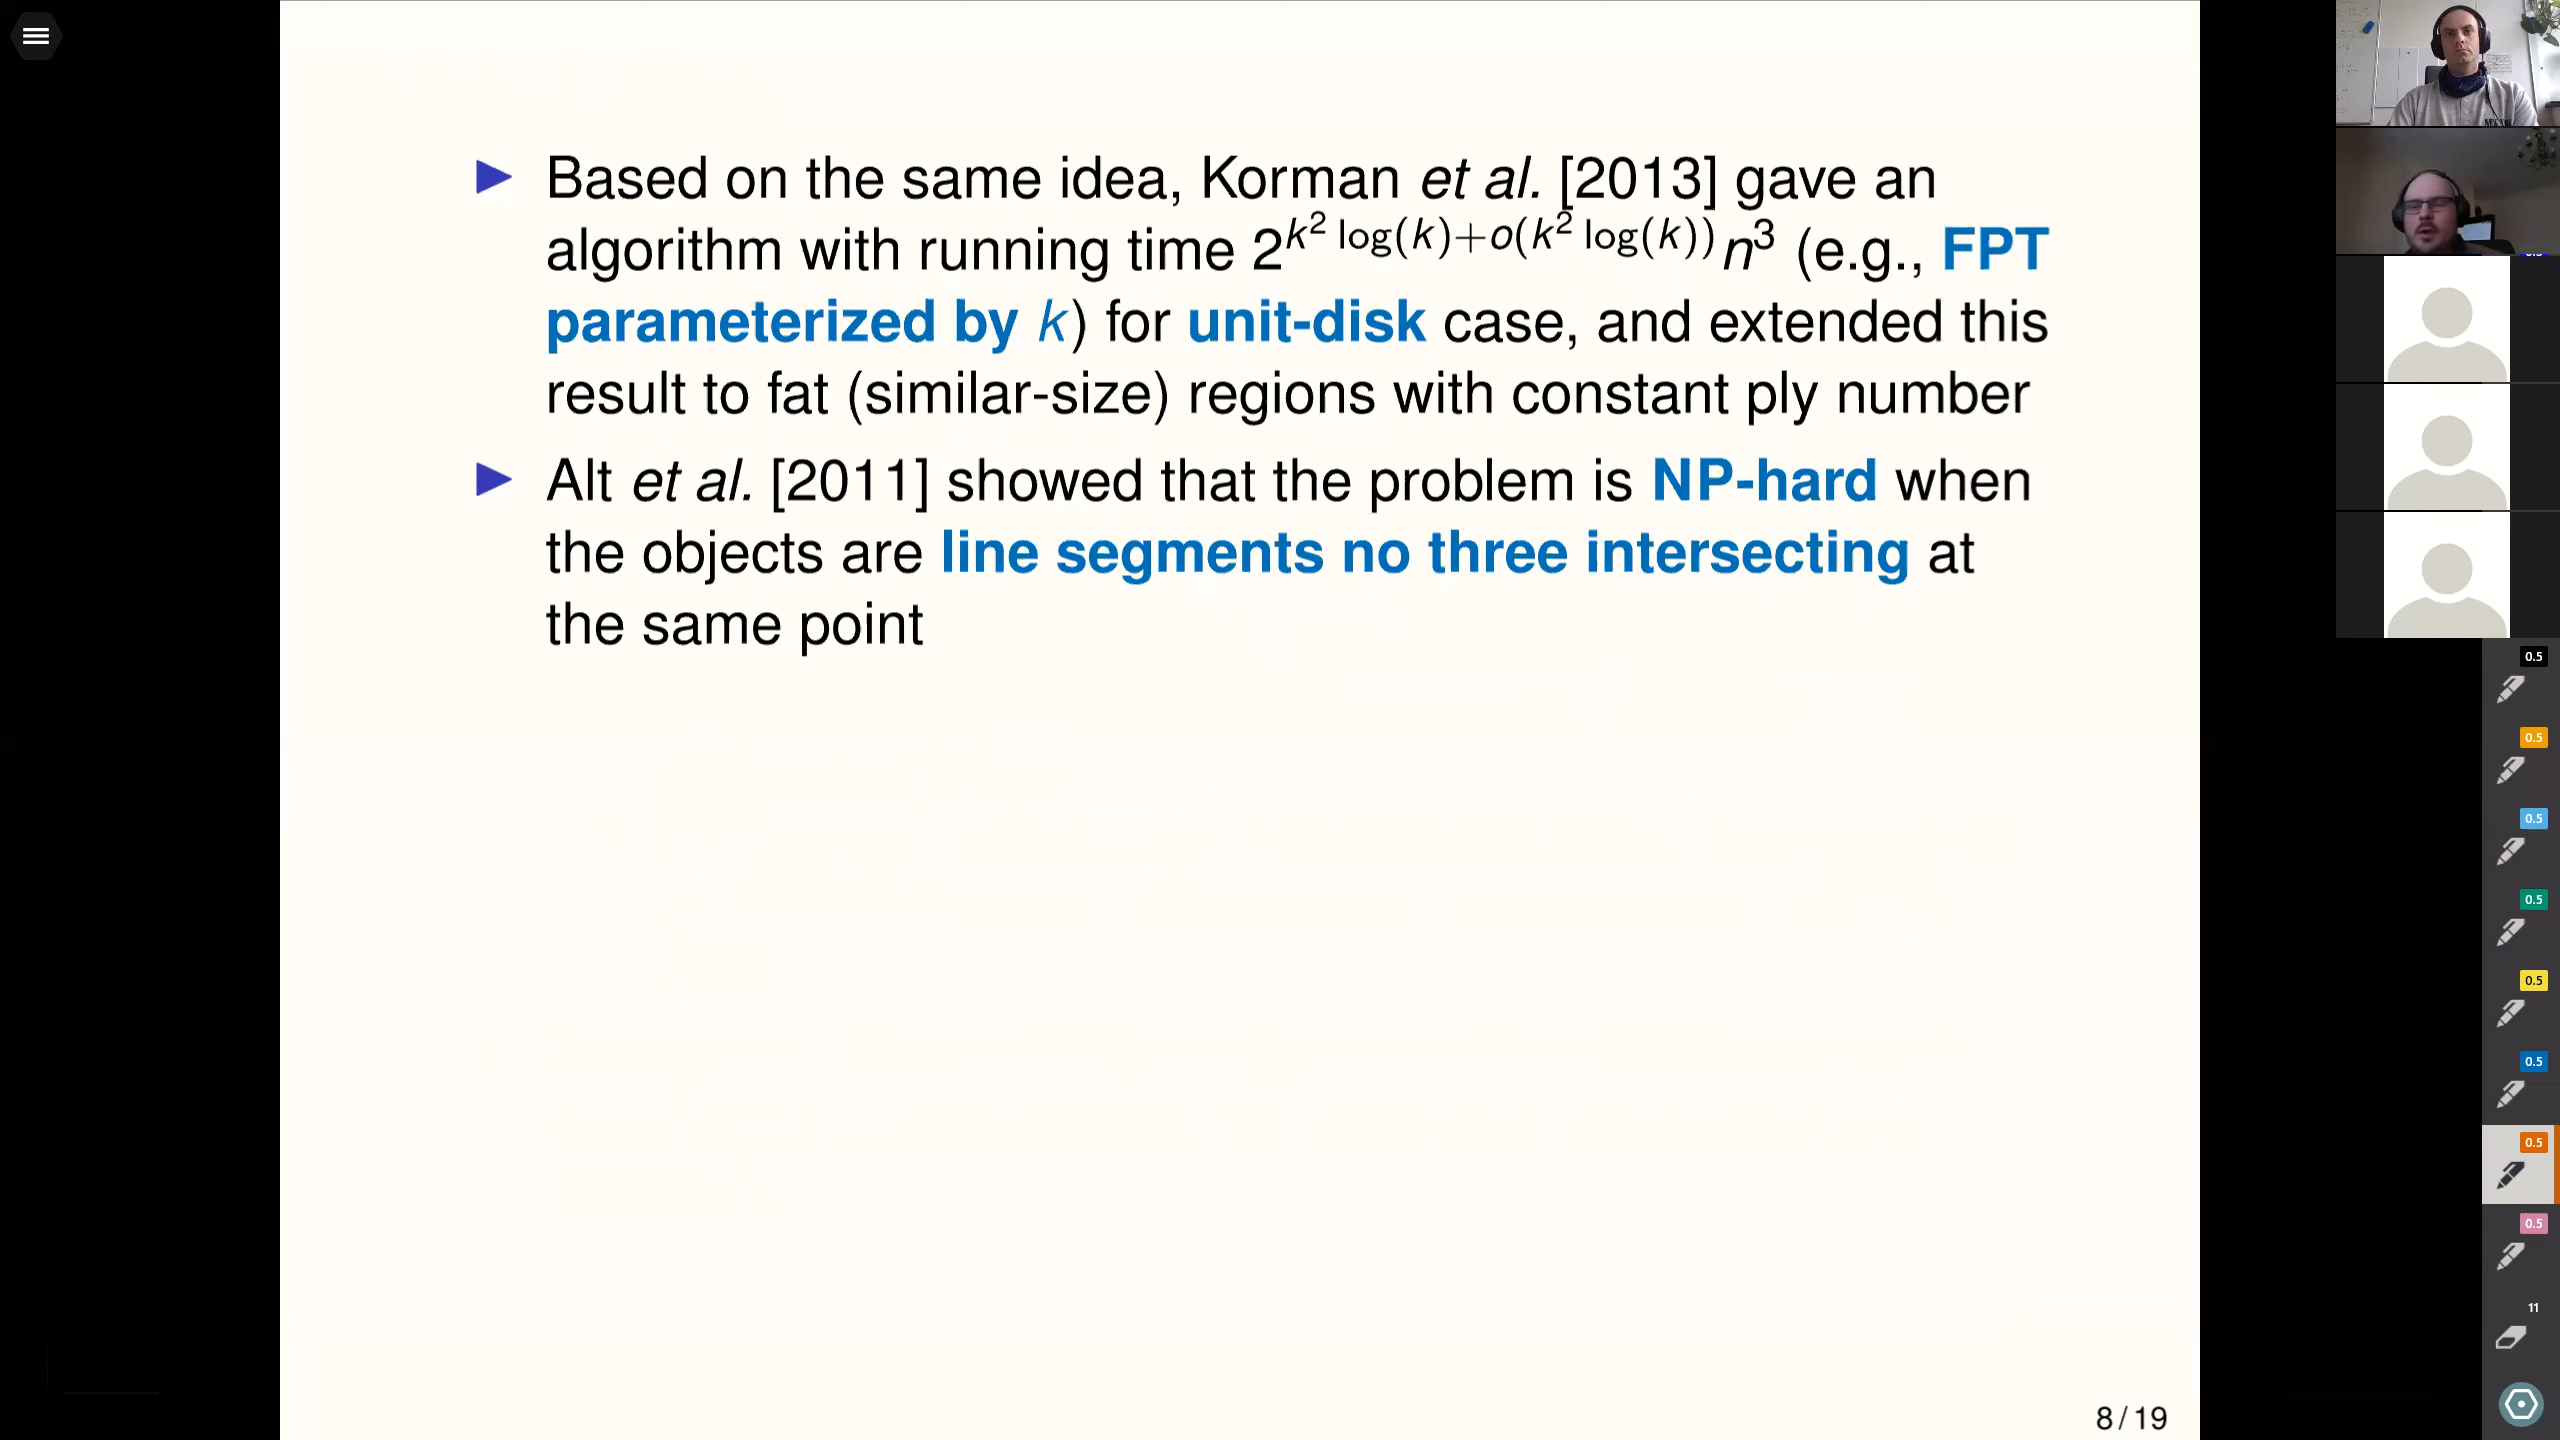 Based on the same idea, Korman et al. [2013] gave an
algorithm with running time 2^{k^2 log(k)+o(k^2 log(k))} n^3 (e.g., FPT
parameterized by k) for unit-disk case, and extended this
result to fat (similar-size) regions with constant ply number
Alt et al. [2011] showed that the problem is NP-hard when
the objects are line segments no three intersecting at
the same point
8 / 19
0.5
0.5
0.5
0.5
0.5
0.5
0.5
0.5
11